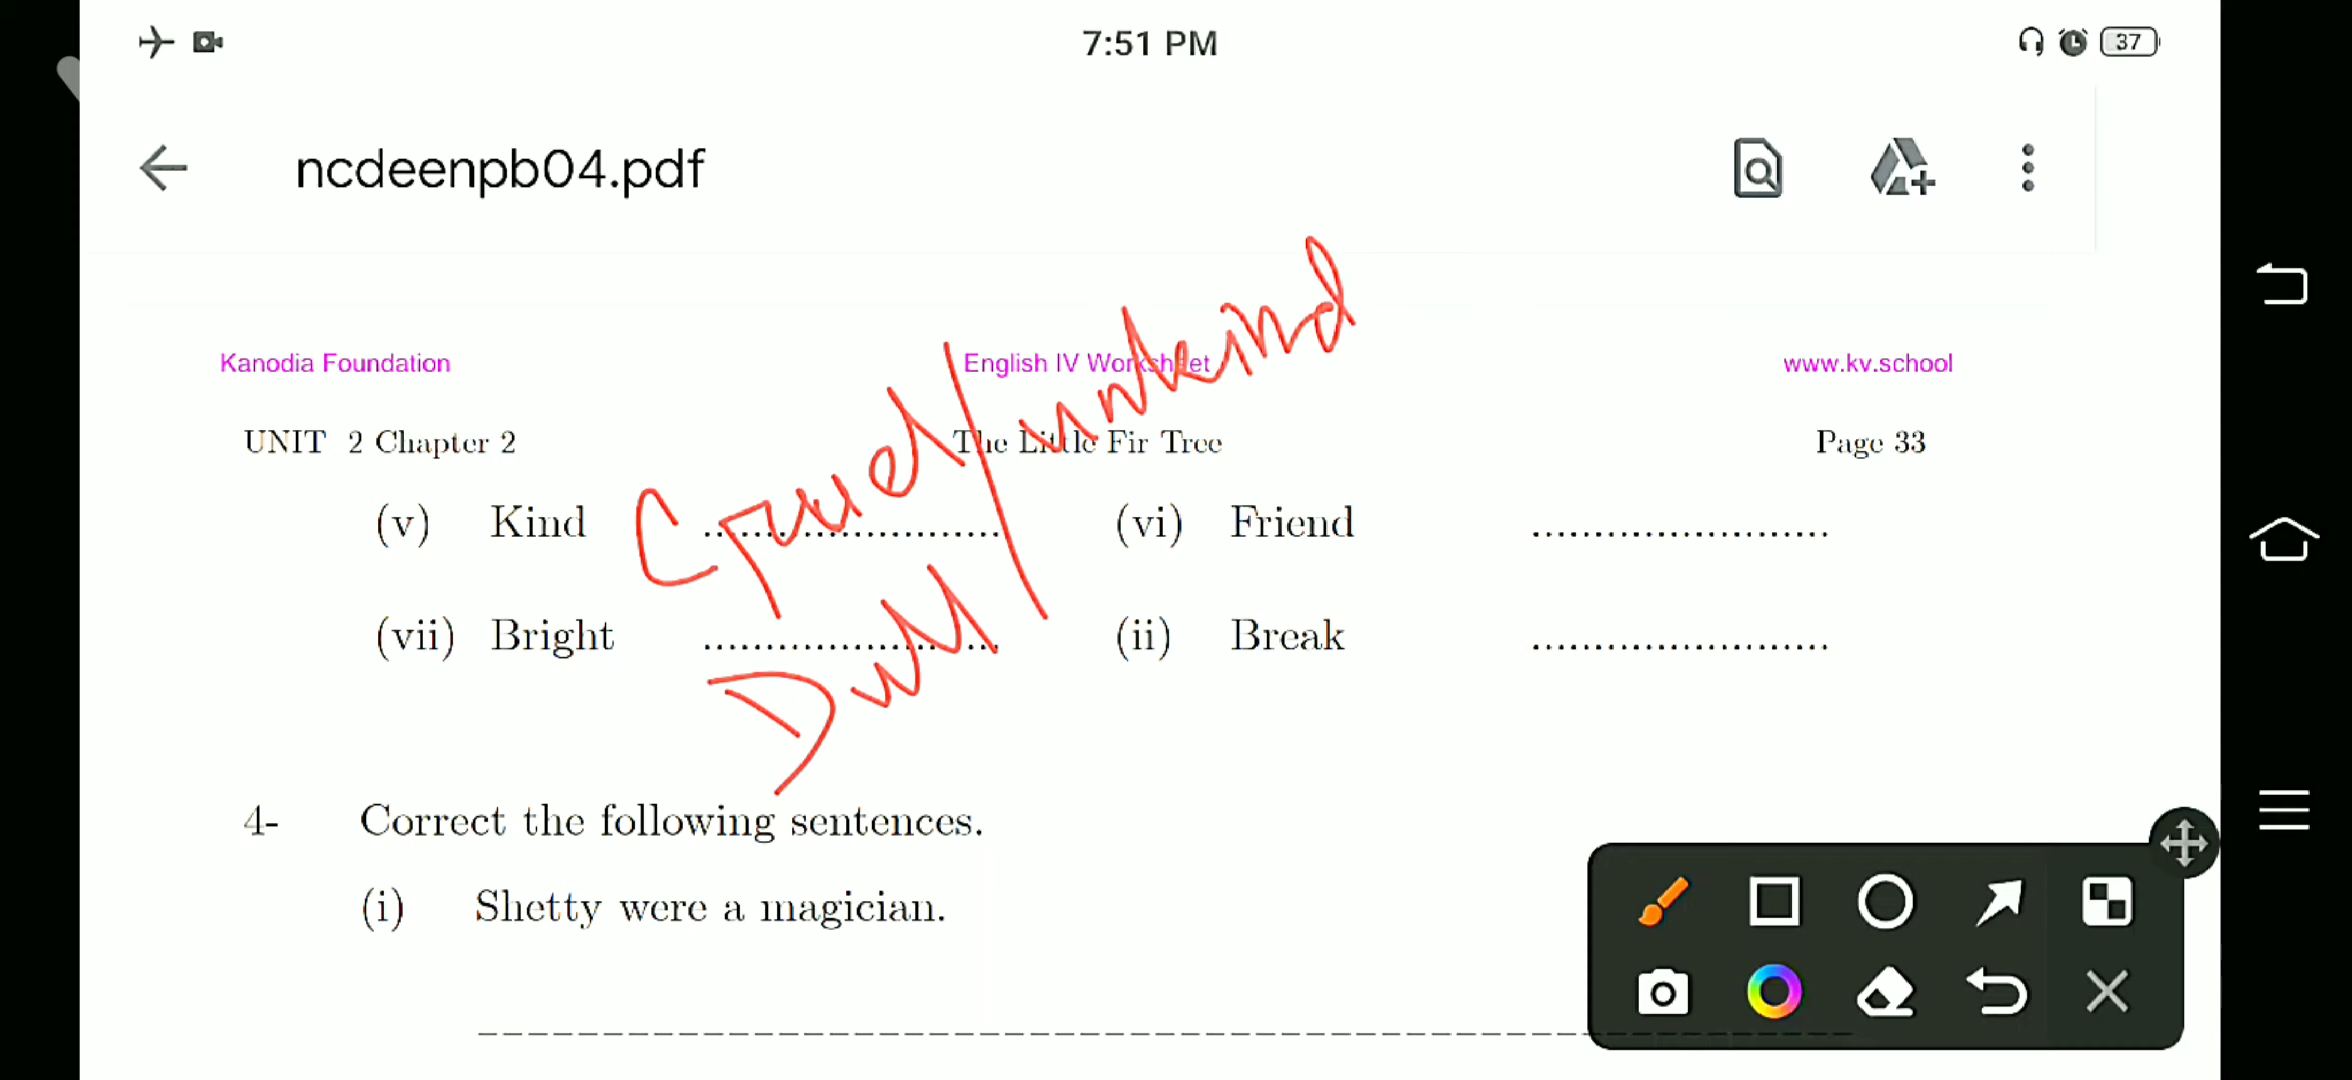 7:51 PM 37
ncdeenpb04.pdf
Kanodia Foundation English IV Worksheet www.kv.school
UNIT 2 Chapter 2 The Little Fir Tree Page 33
(v) Kind Cruel/unkind ........................ (vi) Friend ........................
(vii) Bright Dull ........................ (ii) Break ........................
4- Correct the following sentences.
(i) Shetty were a magician.